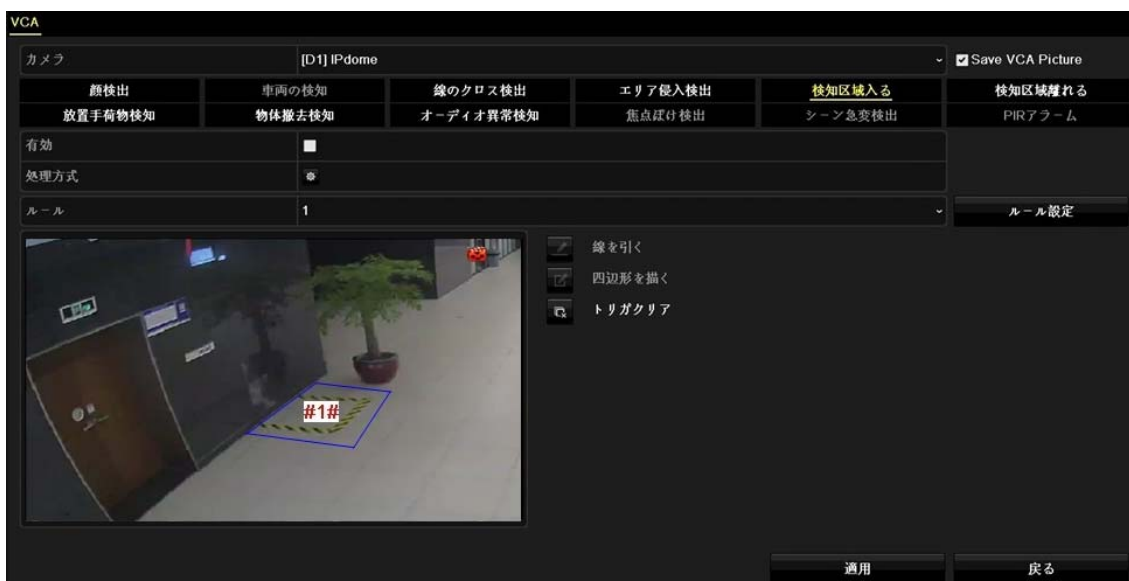 VCA
カメラ [D1] IPdome Save VCA Picture
顔検出 車両の検知 線のクロス検出 エリア侵入検出 検知区域入る 検知区域離れる
放置手荷物検知 物体撤去検知 オーディオ異常検知 焦点ぼけ検出 シーン急変検出 PIRアラーム
有効
処理方式
ルール 1 ルール設定
線を引く
四辺形を描く
トリガクリア
#1#
適用 戻る